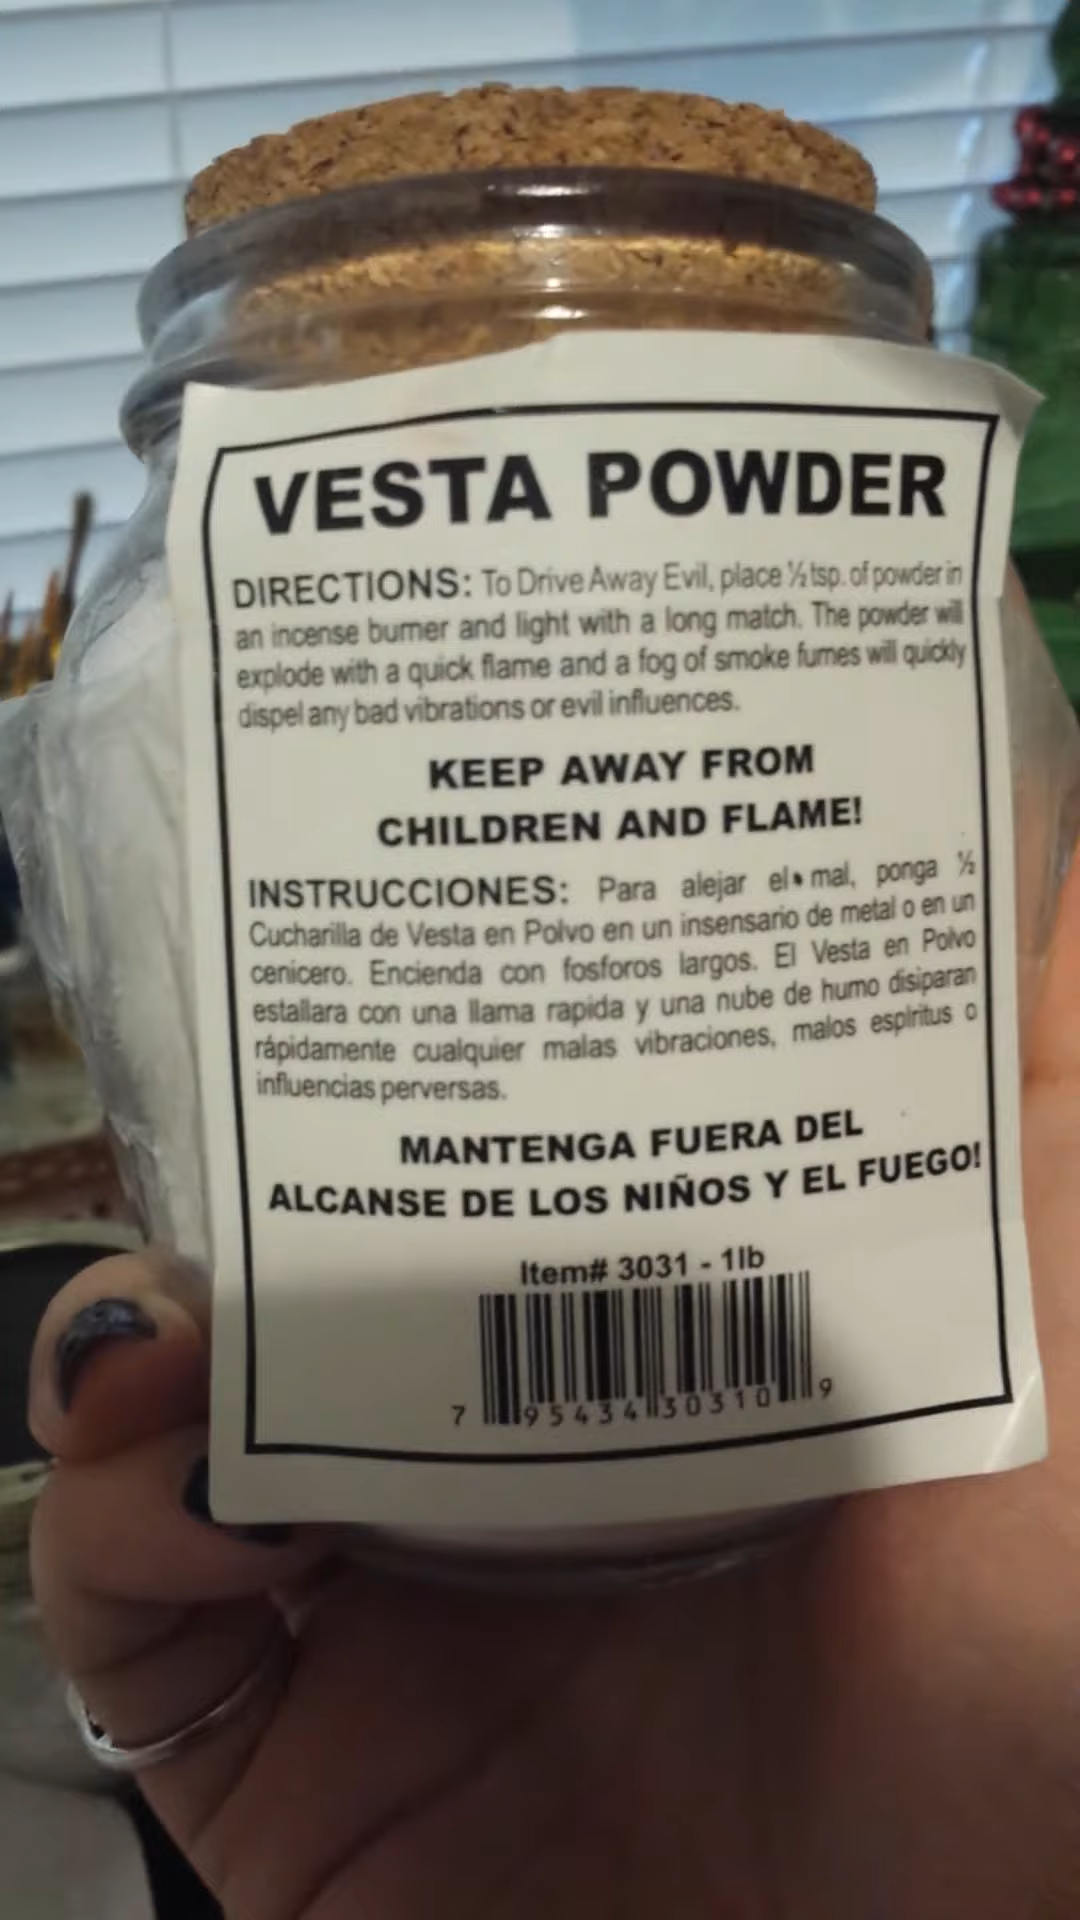 VESTA POWDER
DIRECTIONS: To Drive Away Evil, place ½ tsp. of powder in
an incense burner and light with a long match. The powder will
explode with a quick flame and a fog of smoke fumes will quickly
dispel any bad vibrations or evil influences.
KEEP AWAY FROM
CHILDREN AND FLAME!
INSTRUCCIONES: Para alejar el mal, ponga ½
Cucharilla de Vesta en Polvo en un insensario de metal o en un
cenicero. Encienda con fosforos largos. El Vesta en Polvo
estallara con una llama rapida y una nube de humo disiparan
rápidamente cualquier malas vibraciones, malos espiritus o
influencias perversas.
MANTENGA FUERA DEL
ALCANSE DE LOS NIÑOS Y EL FUEGO!
Item# 3031 - 1lb
7 95434 30310 9